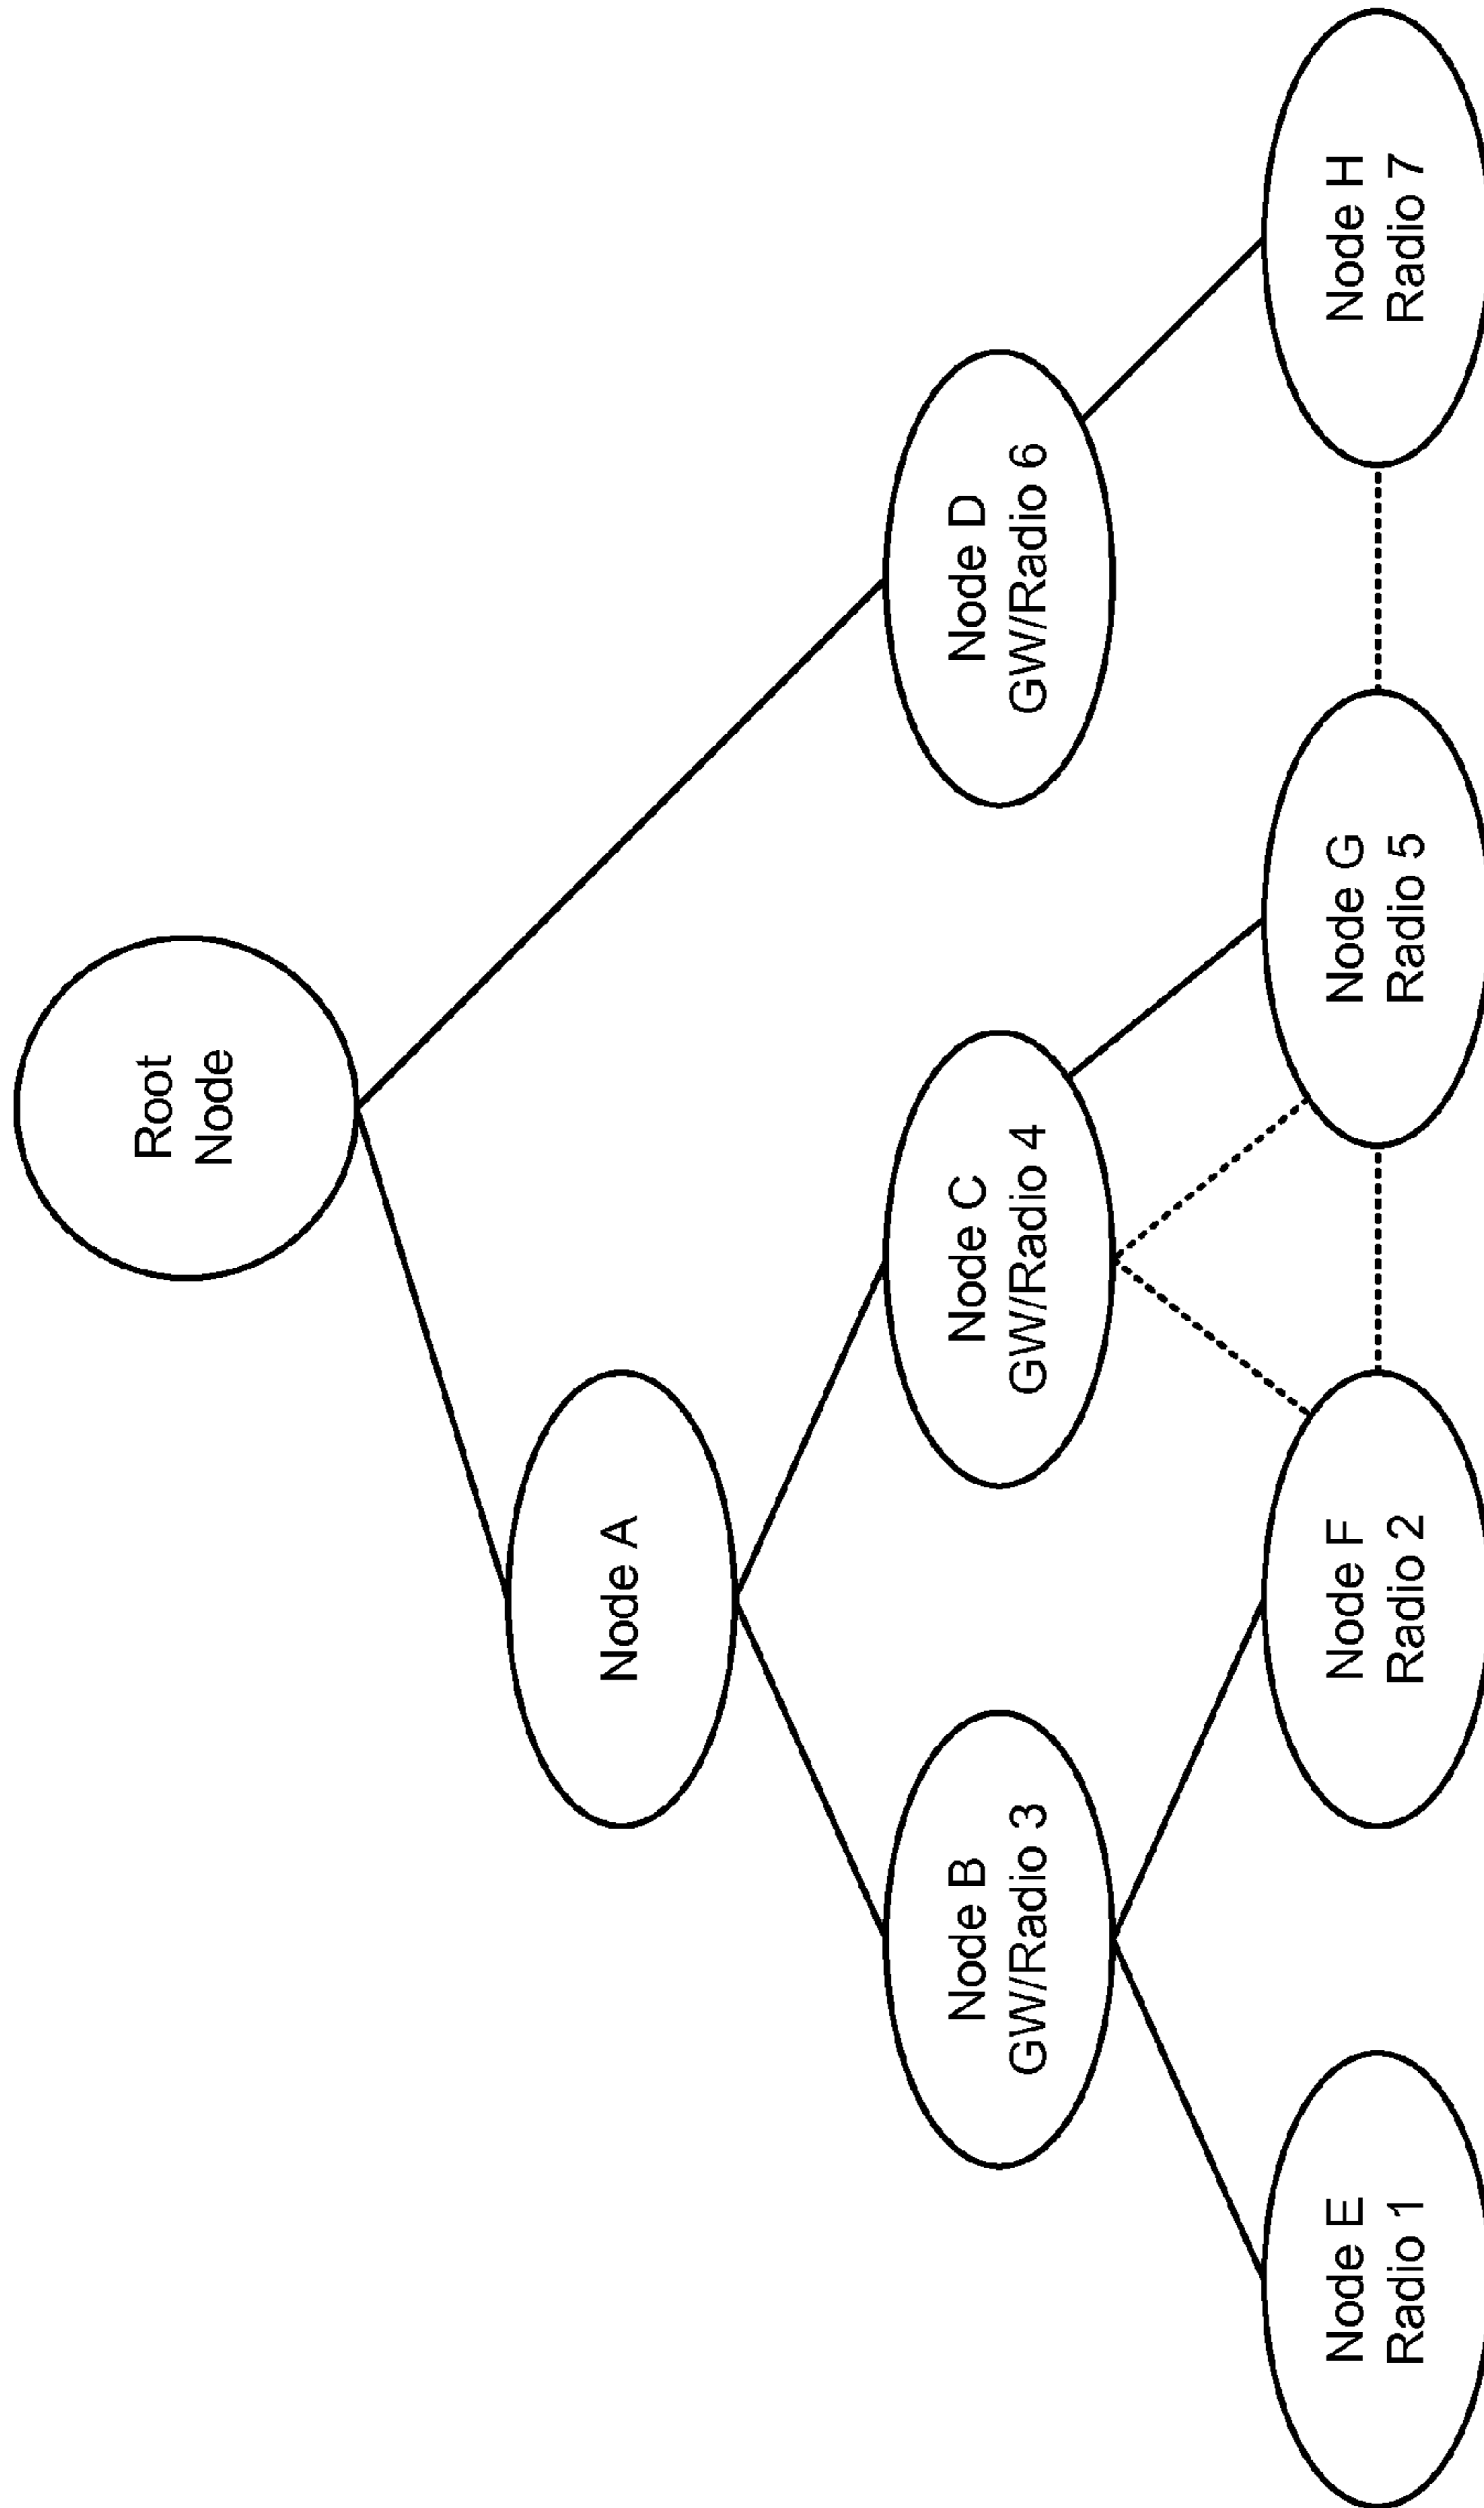 Root
Node
Node A
Node B
GW/Radio 3
Node C
GW/Radio 4
Node D
GW/Radio 6
Node E
Radio 1
Node F
Radio 2
Node G
Radio 5
Node H
Radio 7